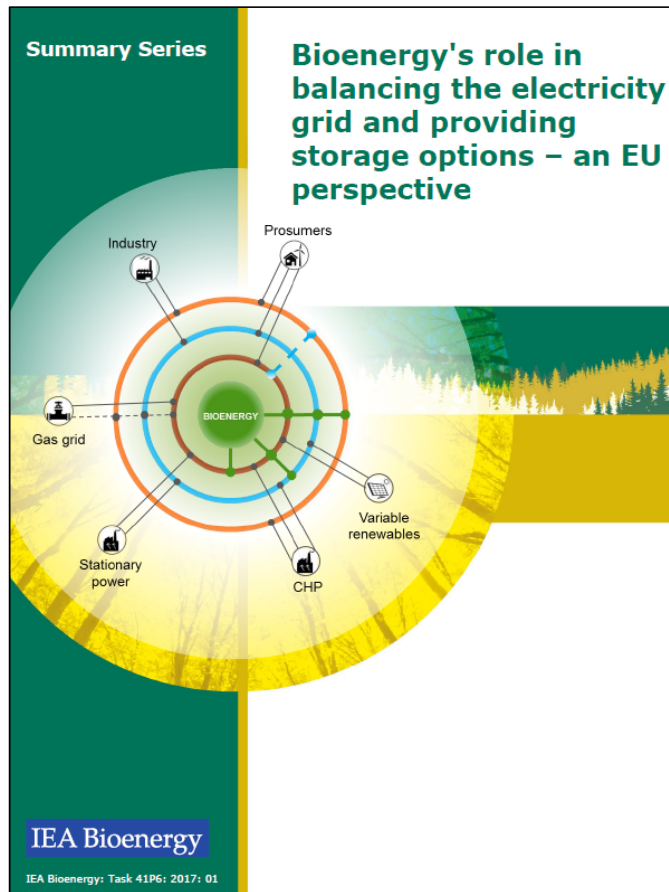 Summary Series
Bioenergy's role in
balancing the electricity
grid and providing
storage options – an EU
perspective
Prosumers
Industry
BIOENERGY
Gas grid
Variable
renewables
Stationary
power
CHP
IEA Bioenergy
IEA Bioenergy: Task 41P6: 2017: 01